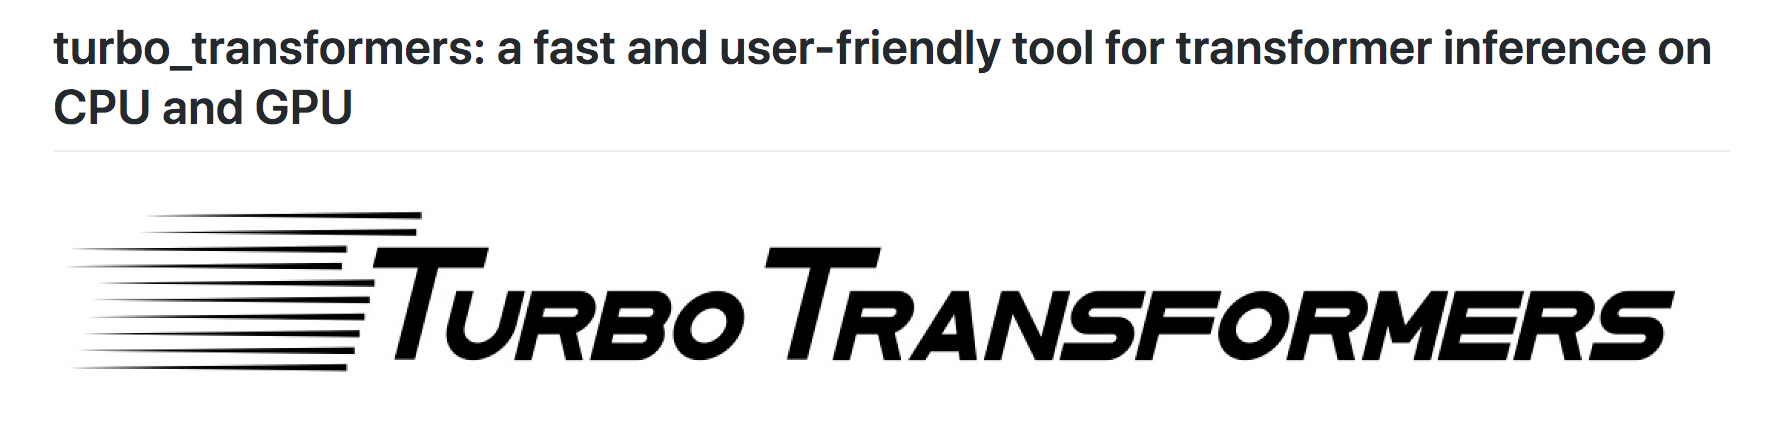 turbo_transformers: a fast and user-friendly tool for transformer inference on
CPU and GPU
TURBO TRANSFORMERS